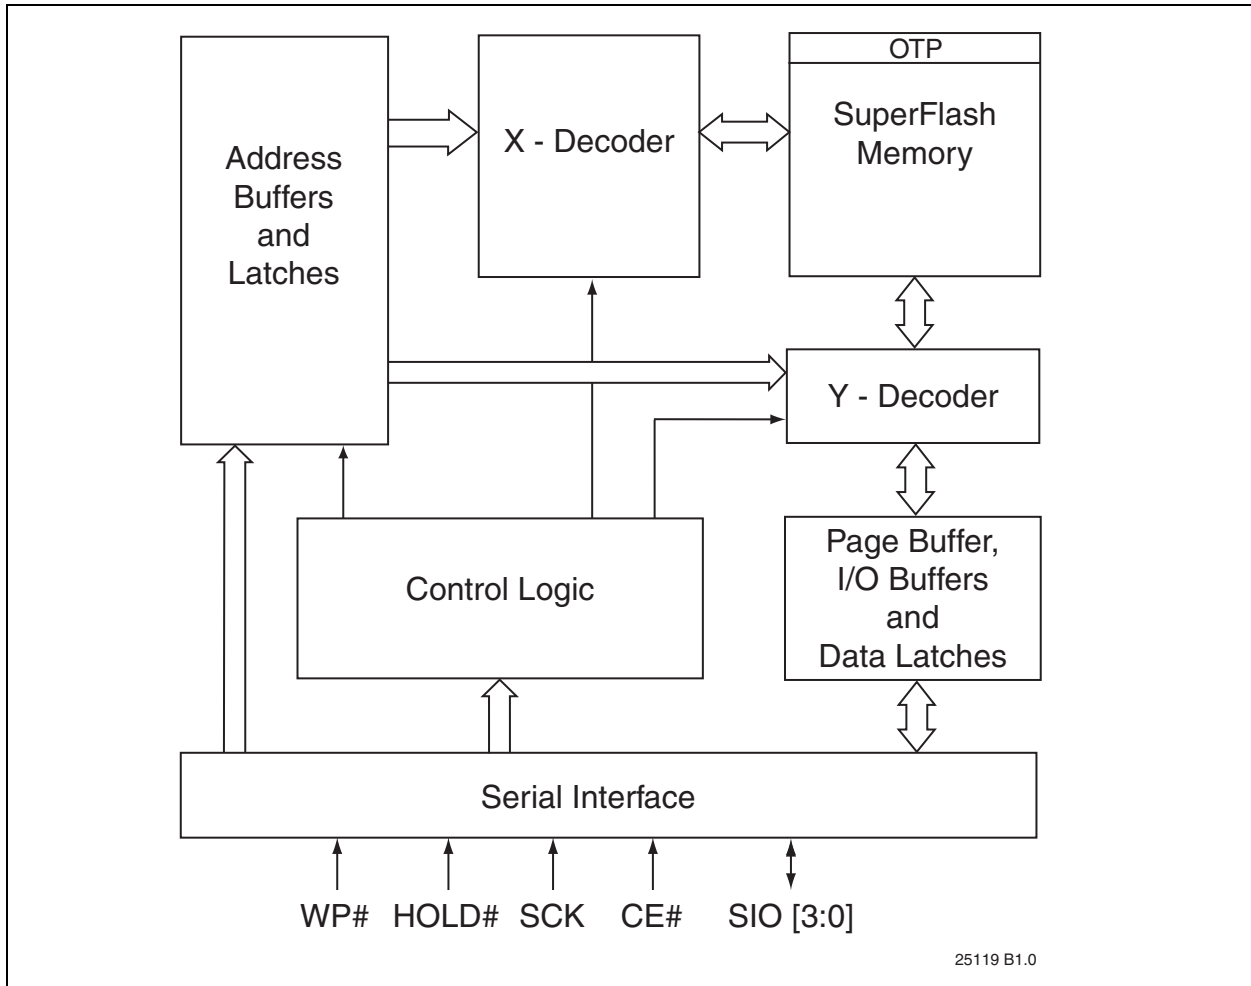 OTP
SuperFlash
Memory
X - Decoder
Address
Buffers
and
Latches
Y - Decoder
Page Buffer,
I/O Buffers
and
Data Latches
Control Logic
Serial Interface
WP# HOLD# SCK CE# SIO [3:0]
25119 B1.0